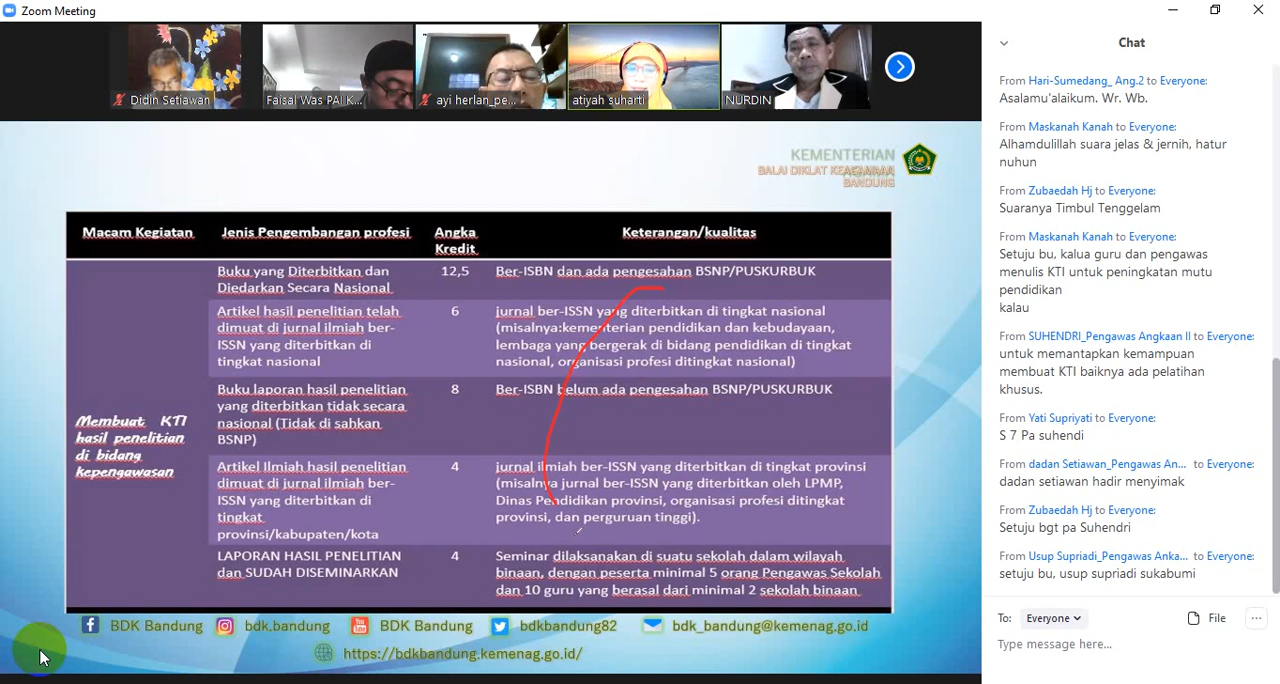 Zoom Meeting
Didin Setiawan
Faisal Was PAI K...
ayi herlan_pe...
atiyah suharti
NURDIN
KEMENTERIAN
BALAI DIKLAT KEAGAMAAN
BANDUNG
Macam Kegiatan
Jenis Pengembangan profesi
Angka
Kredit
Keterangan/kualitas
Membuat KTI
hasil penelitian
di bidang
kepengawasan
Buku yang Diterbitkan dan
Diedarkan Secara Nasional
12,5
Ber-ISBN dan ada pengesahan BSNP/PUSKURBUK
Artikel hasil penelitian telah
dimuat di jurnal ilmiah ber-
ISSN yang diterbitkan di
tingkat nasional
6
jurnal ber-ISSN yang diterbitkan di tingkat nasional
(misalnya:kementerian pendidikan dan kebudayaan,
lembaga yang bergerak di bidang pendidikan di tingkat
nasional, organisasi profesi ditingkat nasional)
Buku laporan hasil penelitian
yang diterbitkan tidak secara
nasional (Tidak di sahkan
BSNP)
8
Ber-ISBN belum ada pengesahan BSNP/PUSKURBUK
Artikel Ilmiah hasil penelitian
dimuat di jurnal ilmiah ber-
ISSN yang diterbitkan di
tingkat
provinsi/kabupaten/kota
4
jurnal ilmiah ber-ISSN yang diterbitkan di tingkat provinsi
(misalnya jurnal ber-ISSN yang diterbitkan oleh LPMP,
Dinas Pendidikan provinsi, organisasi profesi ditingkat
provinsi, dan perguruan tinggi).
LAPORAN HASIL PENELITIAN
dan SUDAH DISEMINARKAN
4
Seminar dilaksanakan di suatu sekolah dalam wilayah
binaan, dengan peserta minimal 5 orang Pengawas Sekolah
dan 10 guru yang berasal dari minimal 2 sekolah binaan
BDK Bandung
bdk.bandung
BDK Bandung
bdkbandung82
bdk_bandung@kemenag.go.id
https://bdkbandung.kemenag.go.id/
Chat
From Hari-Sumedang_ Ang.2 to Everyone:
Asalamu'alaikum. Wr. Wb.
From Maskanah Kanah to Everyone:
Alhamdulillah suara jelas & jernih, hatur
nuhun
From Zubaedah Hj to Everyone:
Suaranya Timbul Tenggelam
From Maskanah Kanah to Everyone:
Setuju bu, kalua guru dan pengawas
menulis KTI untuk peningkatan mutu
pendidikan
kalau
From SUHENDRI_Pengawas Angkaan II to Everyone:
untuk memantapkan kemampuan
membuat KTI baiknya ada pelatihan
khusus.
From Yati Supriyati to Everyone:
S 7 Pa suhendi
From dadan Setiawan_Pengawas An... to Everyone:
dadan setiawan hadir menyimak
From Zubaedah Hj to Everyone:
Setuju bgt pa Suhendri
From Usup Supriadi_Pengawas Anka... to Everyone:
setuju bu, usup supriadi sukabumi
To: Everyone
File
Type message here...